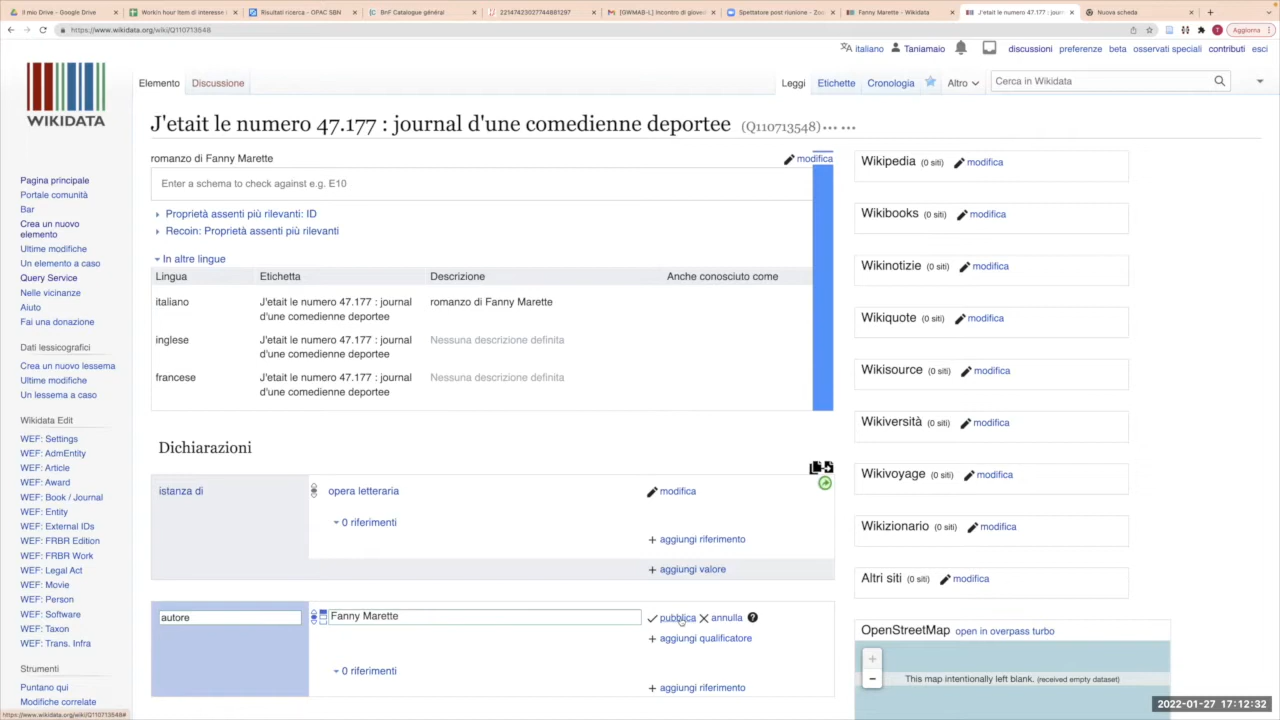 Il mio Drive – Google Drive
Workin hour Item di interesse
Risultati ricerca – OPAC SBN
BnF Catalogue général
22147423027744881297
[GWMAB-L] Incontro di giove
Spettatore post riunione – Zoo
Fanny Marette - Wikidata
J'etait le numero 47.177 : jour
Nuova scheda
https://www.wikidata.org/wiki/Q110713548
Aggiorna
italiano Taniamaio discussioni preferenze beta osservati speciali contributi esci
WIKIDATA
Elemento Discussione Leggi Etichette Cronologia Altro Cerca in Wikidata
J'etait le numero 47.177 : journal d'une comedienne deportee (Q110713548)
romanzo di Fanny Marette modifica
Enter a schema to check against e.g. E10
Proprietà assenti più rilevanti: ID
Recoin: Proprietà assenti più rilevanti
In altre lingue
Lingua Etichetta Descrizione Anche conosciuto come
italiano J'etait le numero 47.177 : journal romanzo di Fanny Marette
d'une comedienne deportee
inglese J'etait le numero 47.177 : journal Nessuna descrizione definita
d'une comedienne deportee
francese J'etait le numero 47.177 : journal Nessuna descrizione definita
d'une comedienne deportee
Dichiarazioni
istanza di opera letteraria modifica
0 riferimenti
+ aggiungi riferimento
+ aggiungi valore
autore Fanny Marette pubblica annulla
+ aggiungi qualificatore
0 riferimenti
+ aggiungi riferimento
Pagina principale
Portale comunità
Bar
Crea un nuovo
elemento
Ultime modifiche
Un elemento a caso
Query Service
Nelle vicinanze
Aiuto
Fai una donazione
Dati lessicografici
Crea un nuovo lessema
Ultime modifiche
Un lessema a caso
Wikidata Edit
WEF: Settings
WEF: AdmEntity
WEF: Article
WEF: Award
WEF: Book / Journal
WEF: Entity
WEF: External IDs
WEF: FRBR Edition
WEF: FRBR Work
WEF: Legal Act
WEF: Movie
WEF: Person
WEF: Software
WEF: Taxon
WEF: Trans. Infra
Strumenti
Puntano qui
Modifiche correlate
https://www.wikidata.org/wiki/Q110713548#
Wikipedia (0 siti) modifica
Wikibooks (0 siti) modifica
Wikinotizie (0 siti) modifica
Wikiquote (0 siti) modifica
Wikisource (0 siti) modifica
Wikiversità (0 siti) modifica
Wikivoyage (0 siti) modifica
Wikizionario (0 siti) modifica
Altri siti (0 siti) modifica
OpenStreetMap open in overpass turbo
+
−
This map intentionally left blank. (received empty dataset)
2022-01-27 17:12:32